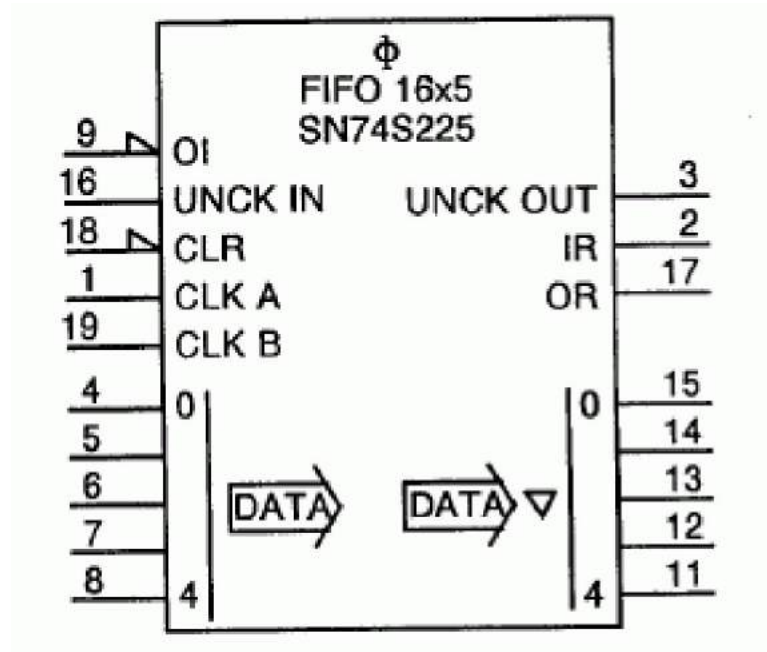 Φ
FIFO 16x5
SN74S225
9 OI
16 UNCK IN UNCK OUT 3
18 CLR IR 2
1 CLK A OR 17
19 CLK B
4 0 0 15
5 14
6 DATA DATA 13
7 12
8 4 4 11